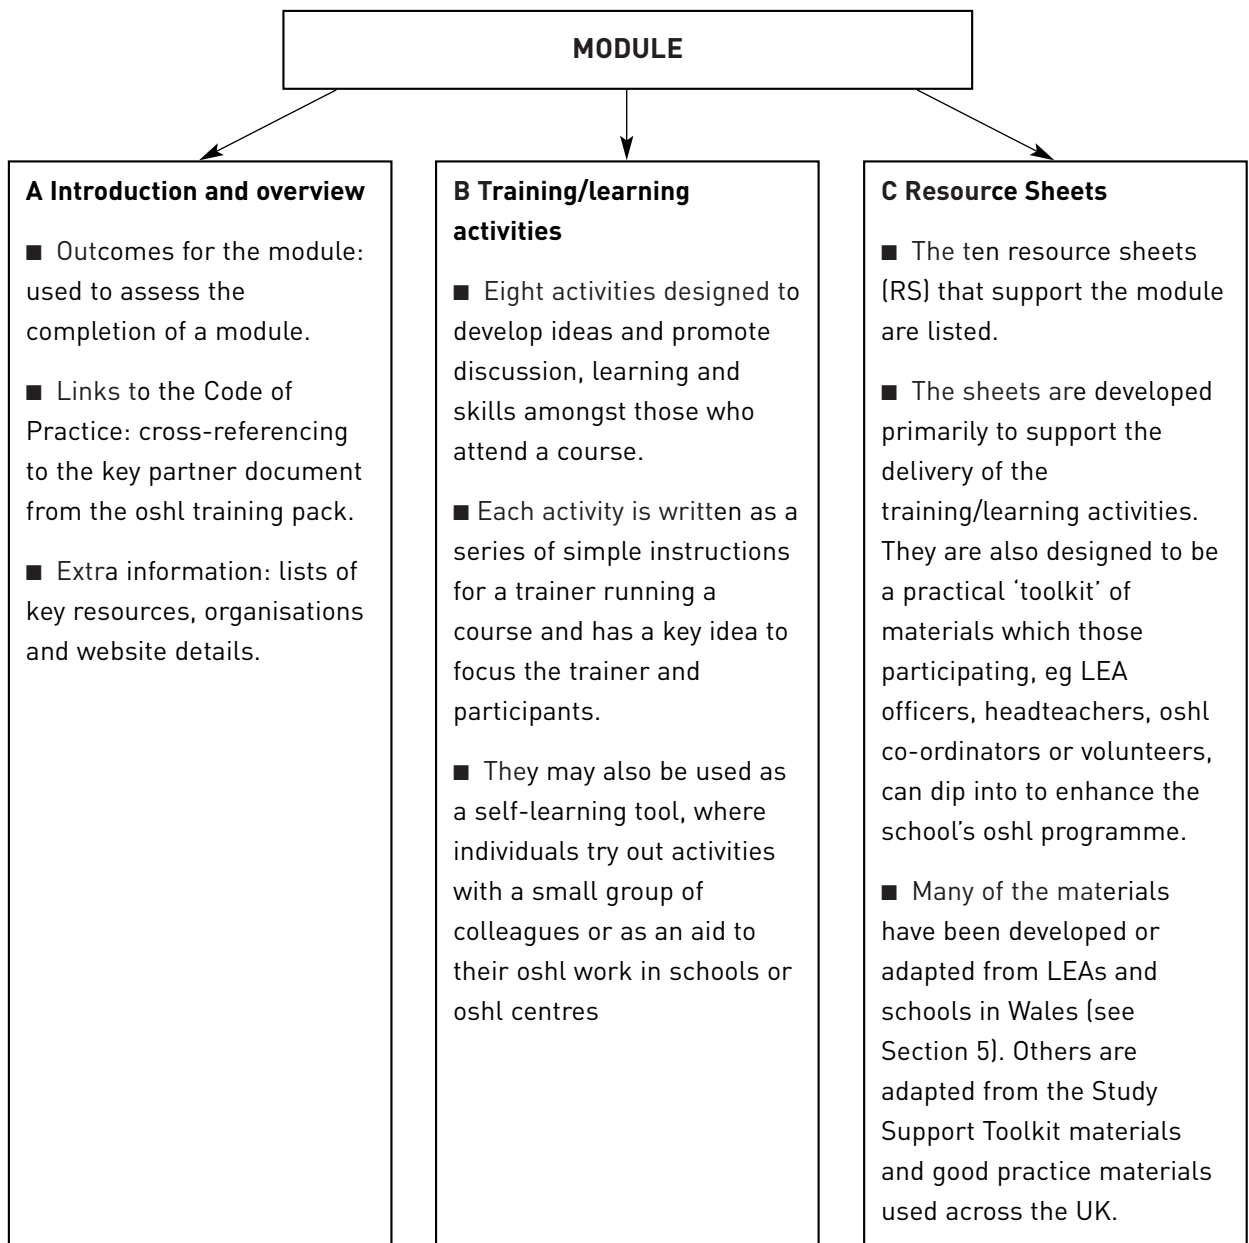 MODULE
A Introduction and overview
■ Outcomes for the module:
used to assess the
completion of a module.
■ Links to the Code of
Practice: cross-referencing
to the key partner document
from the oshl training pack.
■ Extra information: lists of
key resources, organisations
and website details.
B Training/learning
activities
■ Eight activities designed to
develop ideas and promote
discussion, learning and
skills amongst those who
attend a course.
■ Each activity is written as a
series of simple instructions
for a trainer running a
course and has a key idea to
focus the trainer and
participants.
■ They may also be used as
a self-learning tool, where
individuals try out activities
with a small group of
colleagues or as an aid to
their oshl work in schools or
oshl centres
C Resource Sheets
■ The ten resource sheets
(RS) that support the module
are listed.
■ The sheets are developed
primarily to support the
delivery of the
training/learning activities.
They are also designed to be
a practical ‘toolkit’ of
materials which those
participating, eg LEA
officers, headteachers, oshl
co-ordinators or volunteers,
can dip into to enhance the
school’s oshl programme.
■ Many of the materials
have been developed or
adapted from LEAs and
schools in Wales (see
Section 5). Others are
adapted from the Study
Support Toolkit materials
and good practice materials
used across the UK.